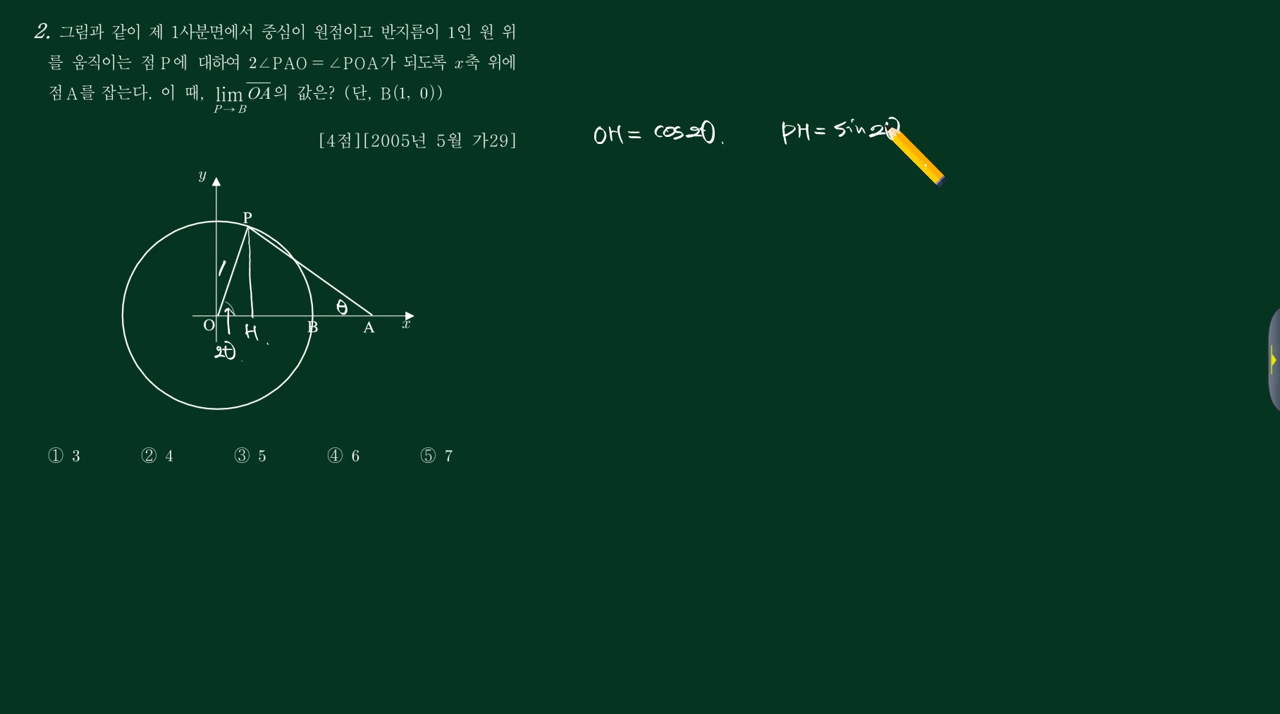 2. 그림과 같이 제 1사분면에서 중심이 원점이고 반지름이 1인 원 위
를 움직이는 점 P에 대하여 2∠PAO = ∠POA가 되도록 x축 위에
점 A를 잡는다. 이 때, lim P→B OA의 값은? (단, B(1, 0))
[4점][2005년 5월 가29]
OH = cos2θ.
PH = sin2θ
y
P
1
θ
O
H
B
A
x
2θ
① 3 ② 4 ③ 5 ④ 6 ⑤ 7